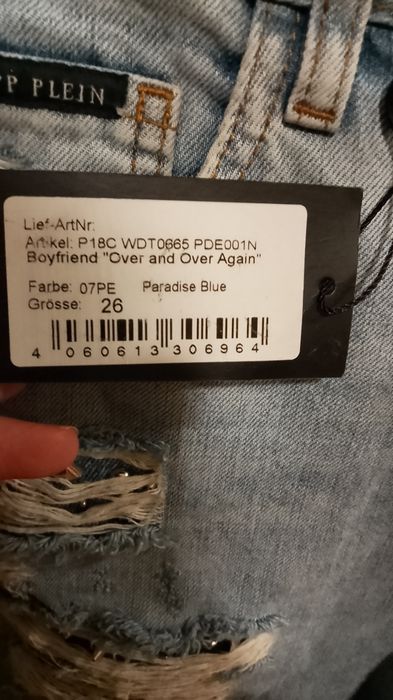 PP PLEIN
Lief-ArtNr:
Artikel: P18C WDT0665 PDE001N
Boyfriend "Over and Over Again"
Farbe: 07PE Paradise Blue
Grösse: 26
4 060613 306964